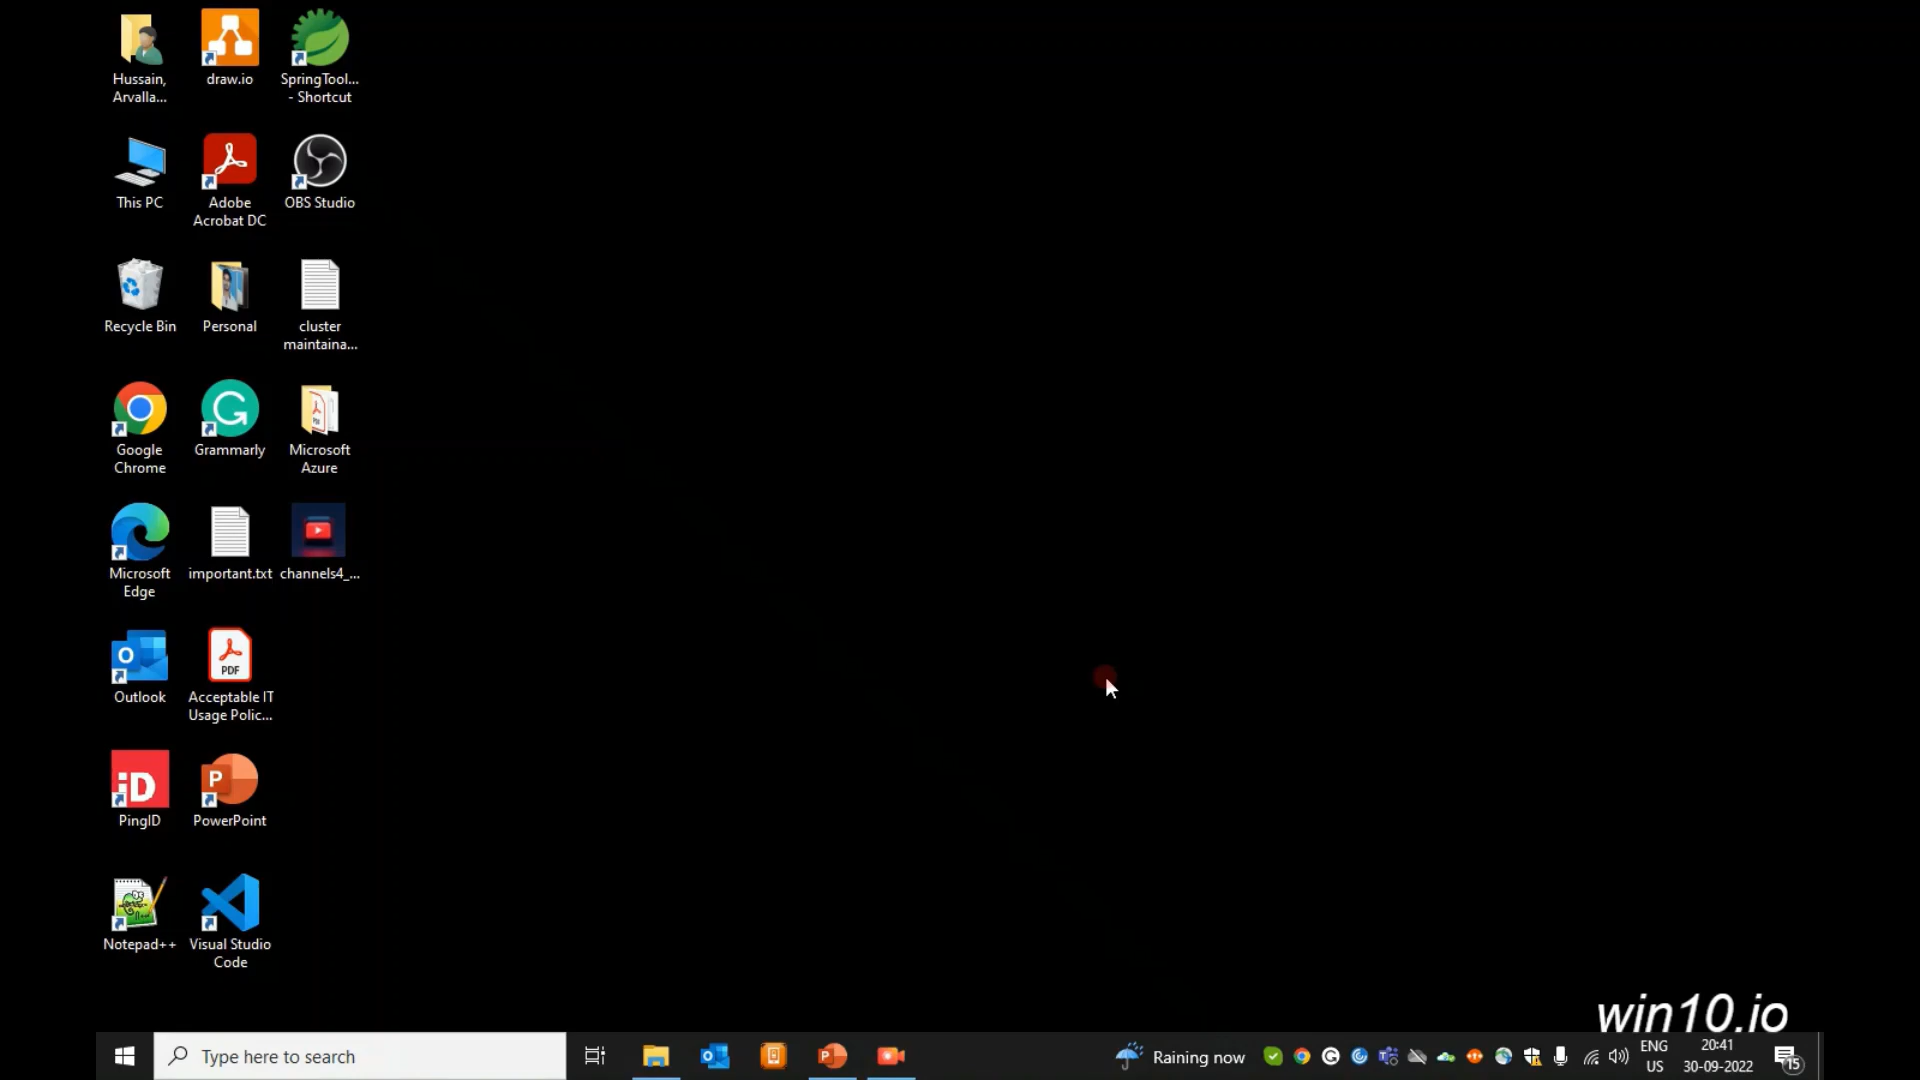 Hussain,
Arvalla...
draw.io
SpringTool...
- Shortcut
This PC
Adobe
Acrobat DC
OBS Studio
Recycle Bin
Personal
cluster
maintaina...
Google
Chrome
Grammarly
Microsoft
Azure
Microsoft
Edge
important.txt
channels4_...
Outlook
PDF
Acceptable IT
Usage Polic...
PingID
PowerPoint
Notepad++
Visual Studio
Code
win10.io
Type here to search
Raining now
ENG
US
20:41
30-09-2022
15